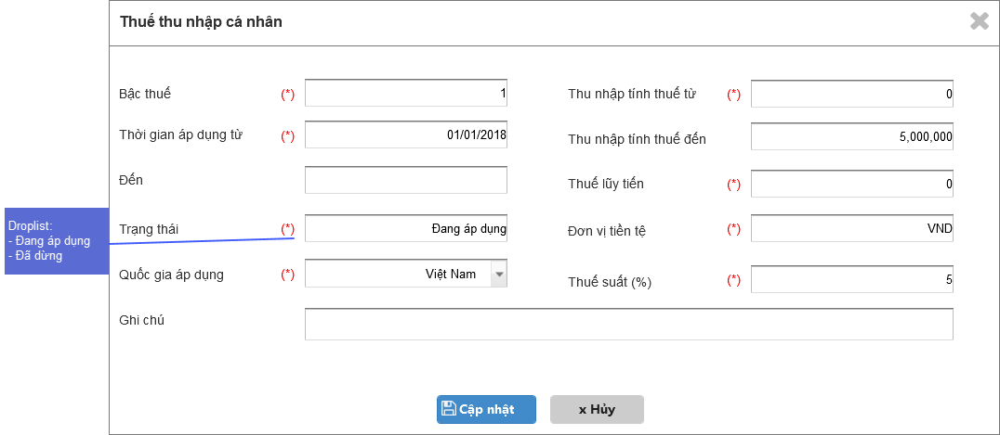 Thuế thu nhập cá nhân
Bậc thuế (*) 1
Thu nhập tính thuế từ (*) 0
Thời gian áp dụng từ (*) 01/01/2018
Thu nhập tính thuế đến 5,000,000
Đến
Thuế lũy tiến (*) 0
Droplist:
- Đang áp dụng
- Đã dừng
Trạng thái (*) Đang áp dụng
Đơn vị tiền tệ (*) VND
Quốc gia áp dụng (*) Việt Nam
Thuế suất (%) (*) 5
Ghi chú
Cập nhật
x Hủy